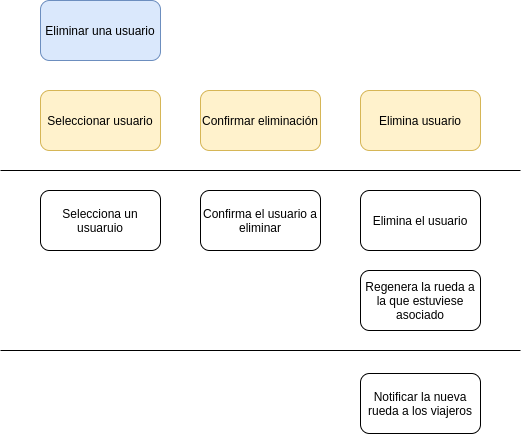 Eliminar una usuario
Seleccionar usuario
Confirmar eliminación
Elimina usuario
Selecciona un
usuaruio
Confirma el usuario a
eliminar
Elimina el usuario
Regenera la rueda a
la que estuviese
asociado
Notificar la nueva
rueda a los viajeros